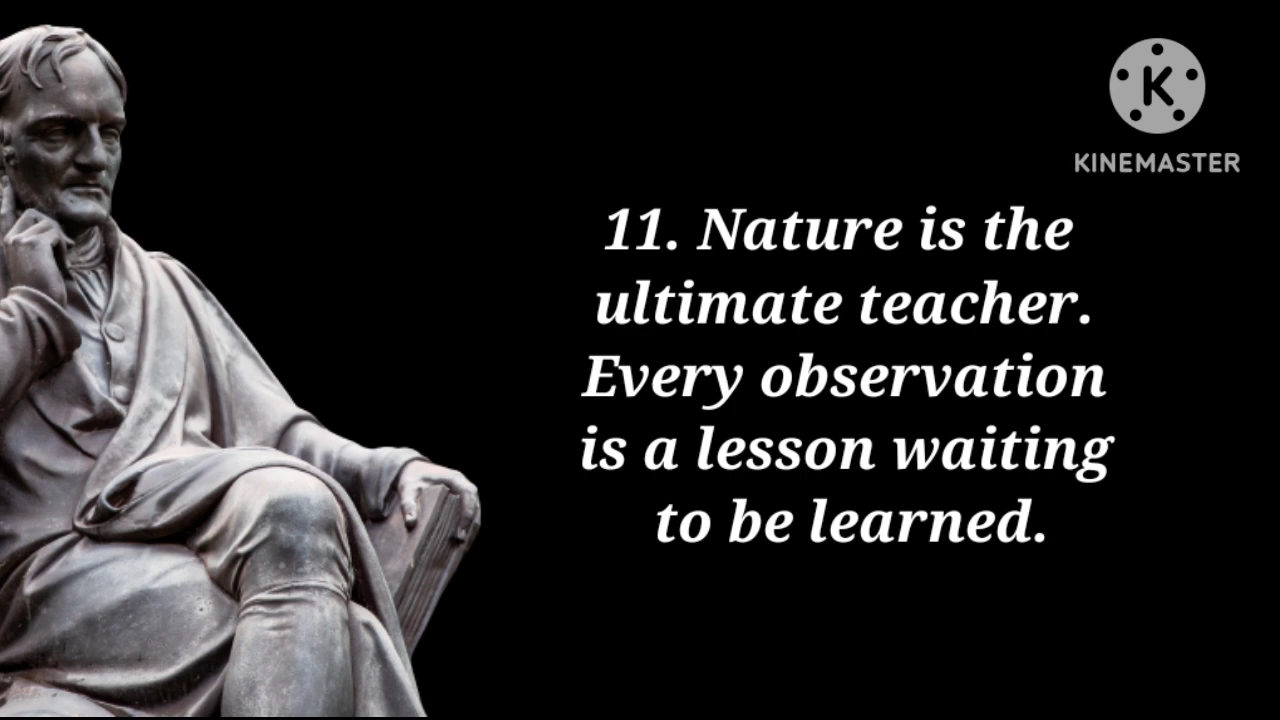 K
KINEMASTER
11. Nature is the
ultimate teacher.
Every observation
is a lesson waiting
to be learned.